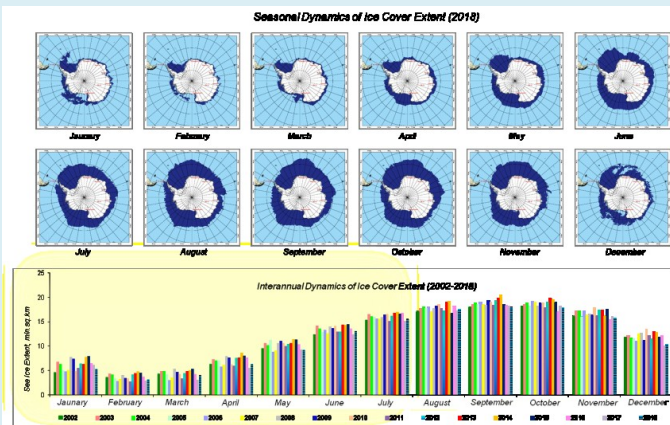 Seasonal Dynamics of Ice Cover Extent (2018)
Jaunary
February
March
April
May
June
July
August
September
October
November
December
Interannual Dynamics of Ice Cover Extent (2002-2018)
Sea Ice Extent, mln.sq.km
25
20
15
10
5
0
Jaunary February March April May June July August September October November December
2002 2003 2004 2005 2006 2007 2008 2009 2010 2011 2012 2013 2014 2015 2016 2017 2018